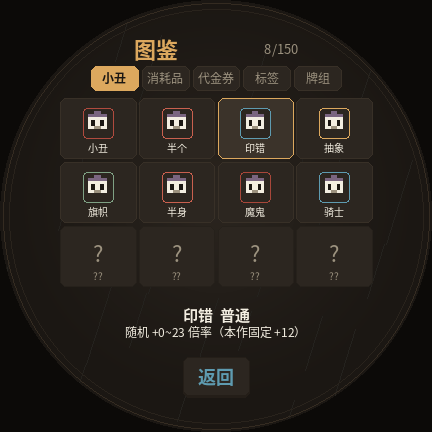 图鉴 8/150
小丑 消耗品 代金券 标签 牌组
小丑 半个 印错 抽象
旗帜 半身 魔鬼 骑士
? ? ? ?
?? ?? ?? ??
印错 普通
随机 +0~23 倍率（本作固定 +12）
返回